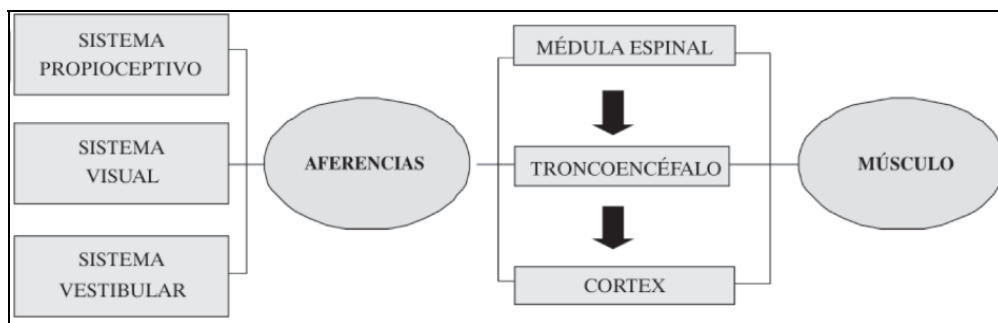 SISTEMA
PROPIOCEPTIVO
SISTEMA
VISUAL
SISTEMA
VESTIBULAR
AFERENCIAS
MÉDULA ESPINAL
TRONCOENCÉFALO
CORTEX
MÚSCULO